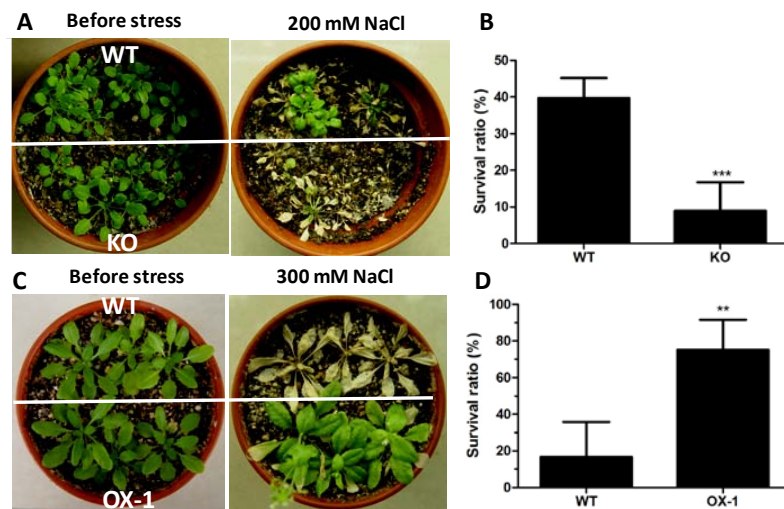 A
Before stress
200 mM NaCl
WT
KO
B
Survival ratio (%)
50
40
30
20
10
0
***
WT
KO
C
Before stress
300 mM NaCl
WT
OX-1
D
Survival ratio (%)
100
80
60
40
20
0
**
WT
OX-1